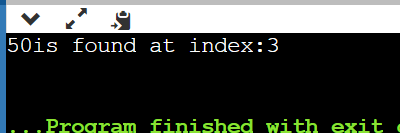 50is found at index:3
...Program finished with exit